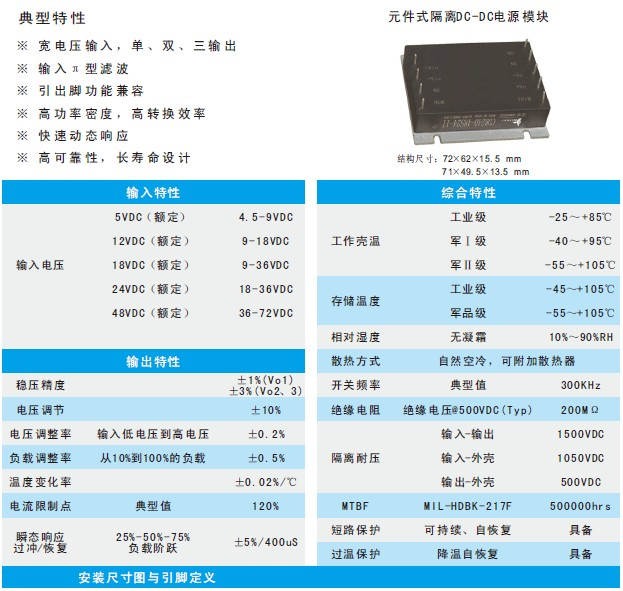 典型特性
※ 宽电压输入，单、双、三输出
※ 输入π型滤波
※ 引出脚功能兼容
※ 高功率密度，高转换效率
※ 快速动态响应
※ 高可靠性，长寿命设计
元件式隔离DC-DC电源模块
结构尺寸：72×62×15.5 mm
71×49.5×13.5 mm
输入特性
输入电压
5VDC（额定） 4.5-9VDC
12VDC（额定） 9-18VDC
18VDC（额定） 9-36VDC
24VDC（额定） 18-36VDC
48VDC（额定） 36-72VDC
输出特性
稳压精度 ±1%(Vo1)
±3%(Vo2、3)
电压调节 ±10%
电压调整率 输入低电压到高电压 ±0.2%
负载调整率 从10%到100%的负载 ±0.5%
温度变化率 ±0.02%/℃
电流限制点 典型值 120%
瞬态响应 25%-50%-75%
过冲/恢复 负载阶跃 ±5%/400uS
综合特性
工作壳温
工业级 -25～+85℃
军Ⅰ级 -40～+95℃
军Ⅱ级 -55～+105℃
存储温度
工业级 -45～+105℃
军品级 -55～+105℃
相对湿度 无凝霜 10%～90%RH
散热方式 自然空冷，可附加散热器
开关频率 典型值 300KHz
绝缘电阻 绝缘电压@500VDC(Typ) 200MΩ
隔离耐压
输入-输出 1500VDC
输入-外壳 1050VDC
输出-外壳 500VDC
MTBF MIL-HDBK-217F 500000hrs
短路保护 可持续、自恢复 具备
过温保护 降温自恢复 具备
安装尺寸图与引脚定义